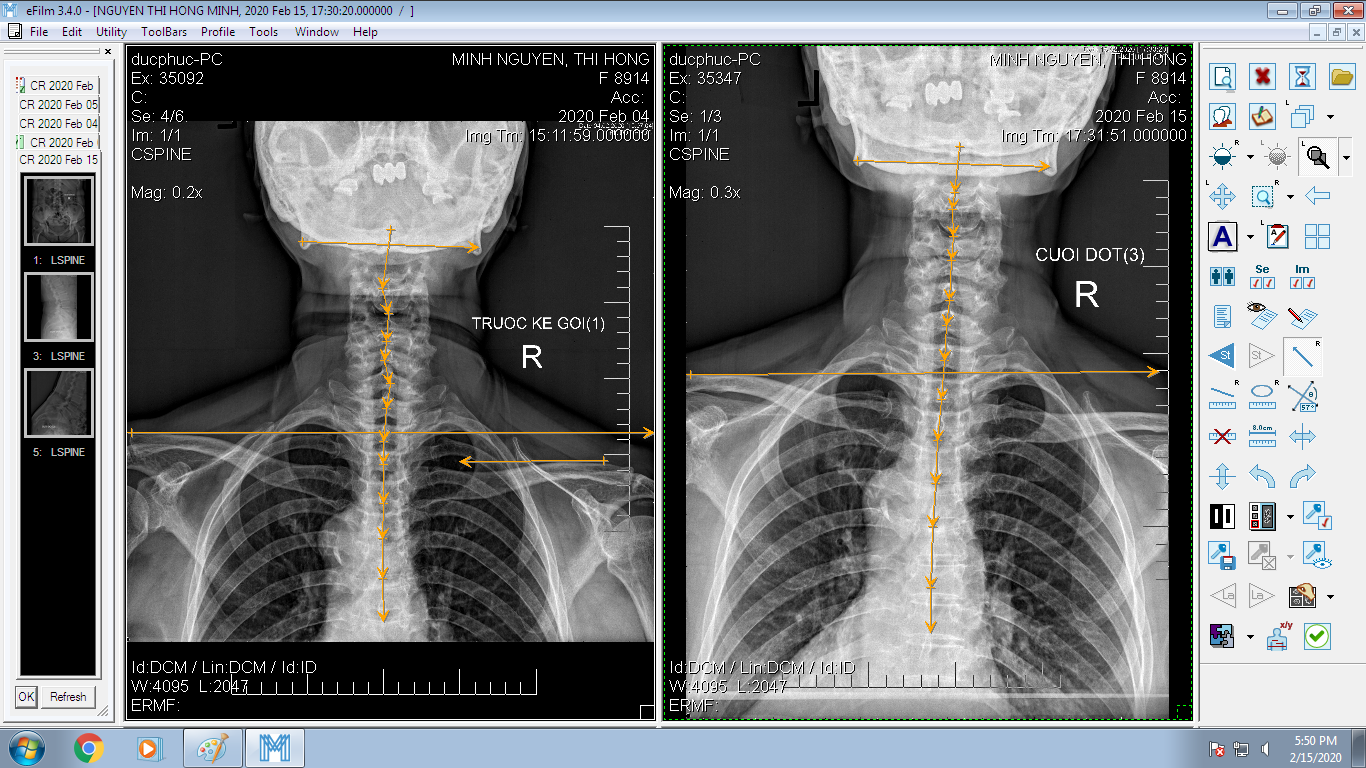 eFilm 3.4.0 - [NGUYEN THI HONG MINH, 2020 Feb 15, 17:30:20.000000 / ]
File Edit Utility ToolBars Profile Tools Window Help
CR 2020 Feb
CR 2020 Feb 05
CR 2020 Feb 04
CR 2020 Feb
CR 2020 Feb 15
1: LSPINE
3: LSPINE
5: LSPINE
OK Refresh
ducphuc-PC
Ex: 35092
C:
Se: 4/6
Im: 1/1
CSPINE
Mag: 0.2x
MINH NGUYEN, THI HONG
F 8914
Acc:
2020 Feb 04
Img Tm: 15:11:59.000000
TRUOC KE GOI(1)
R
Id:DCM / Lin:DCM / Id:ID
W:4095 L:2047
ERMF:
ducphuc-PC
Ex: 35347
C:
Se: 1/3
Im: 1/1
CSPINE
Mag: 0.3x
MINH NGUYEN, THI HONG
F 8914
Acc:
2020 Feb 15
Img Tm: 17:31:51.000000
CUOI DOT(3)
R
Id:DCM / Lin:DCM / Id:ID
W:4095 L:2047
ERMF:
L R R
L R
A L
Se Im
St St R
R R 57°
8.0cm
La La
x/y
5:50 PM
2/15/2020